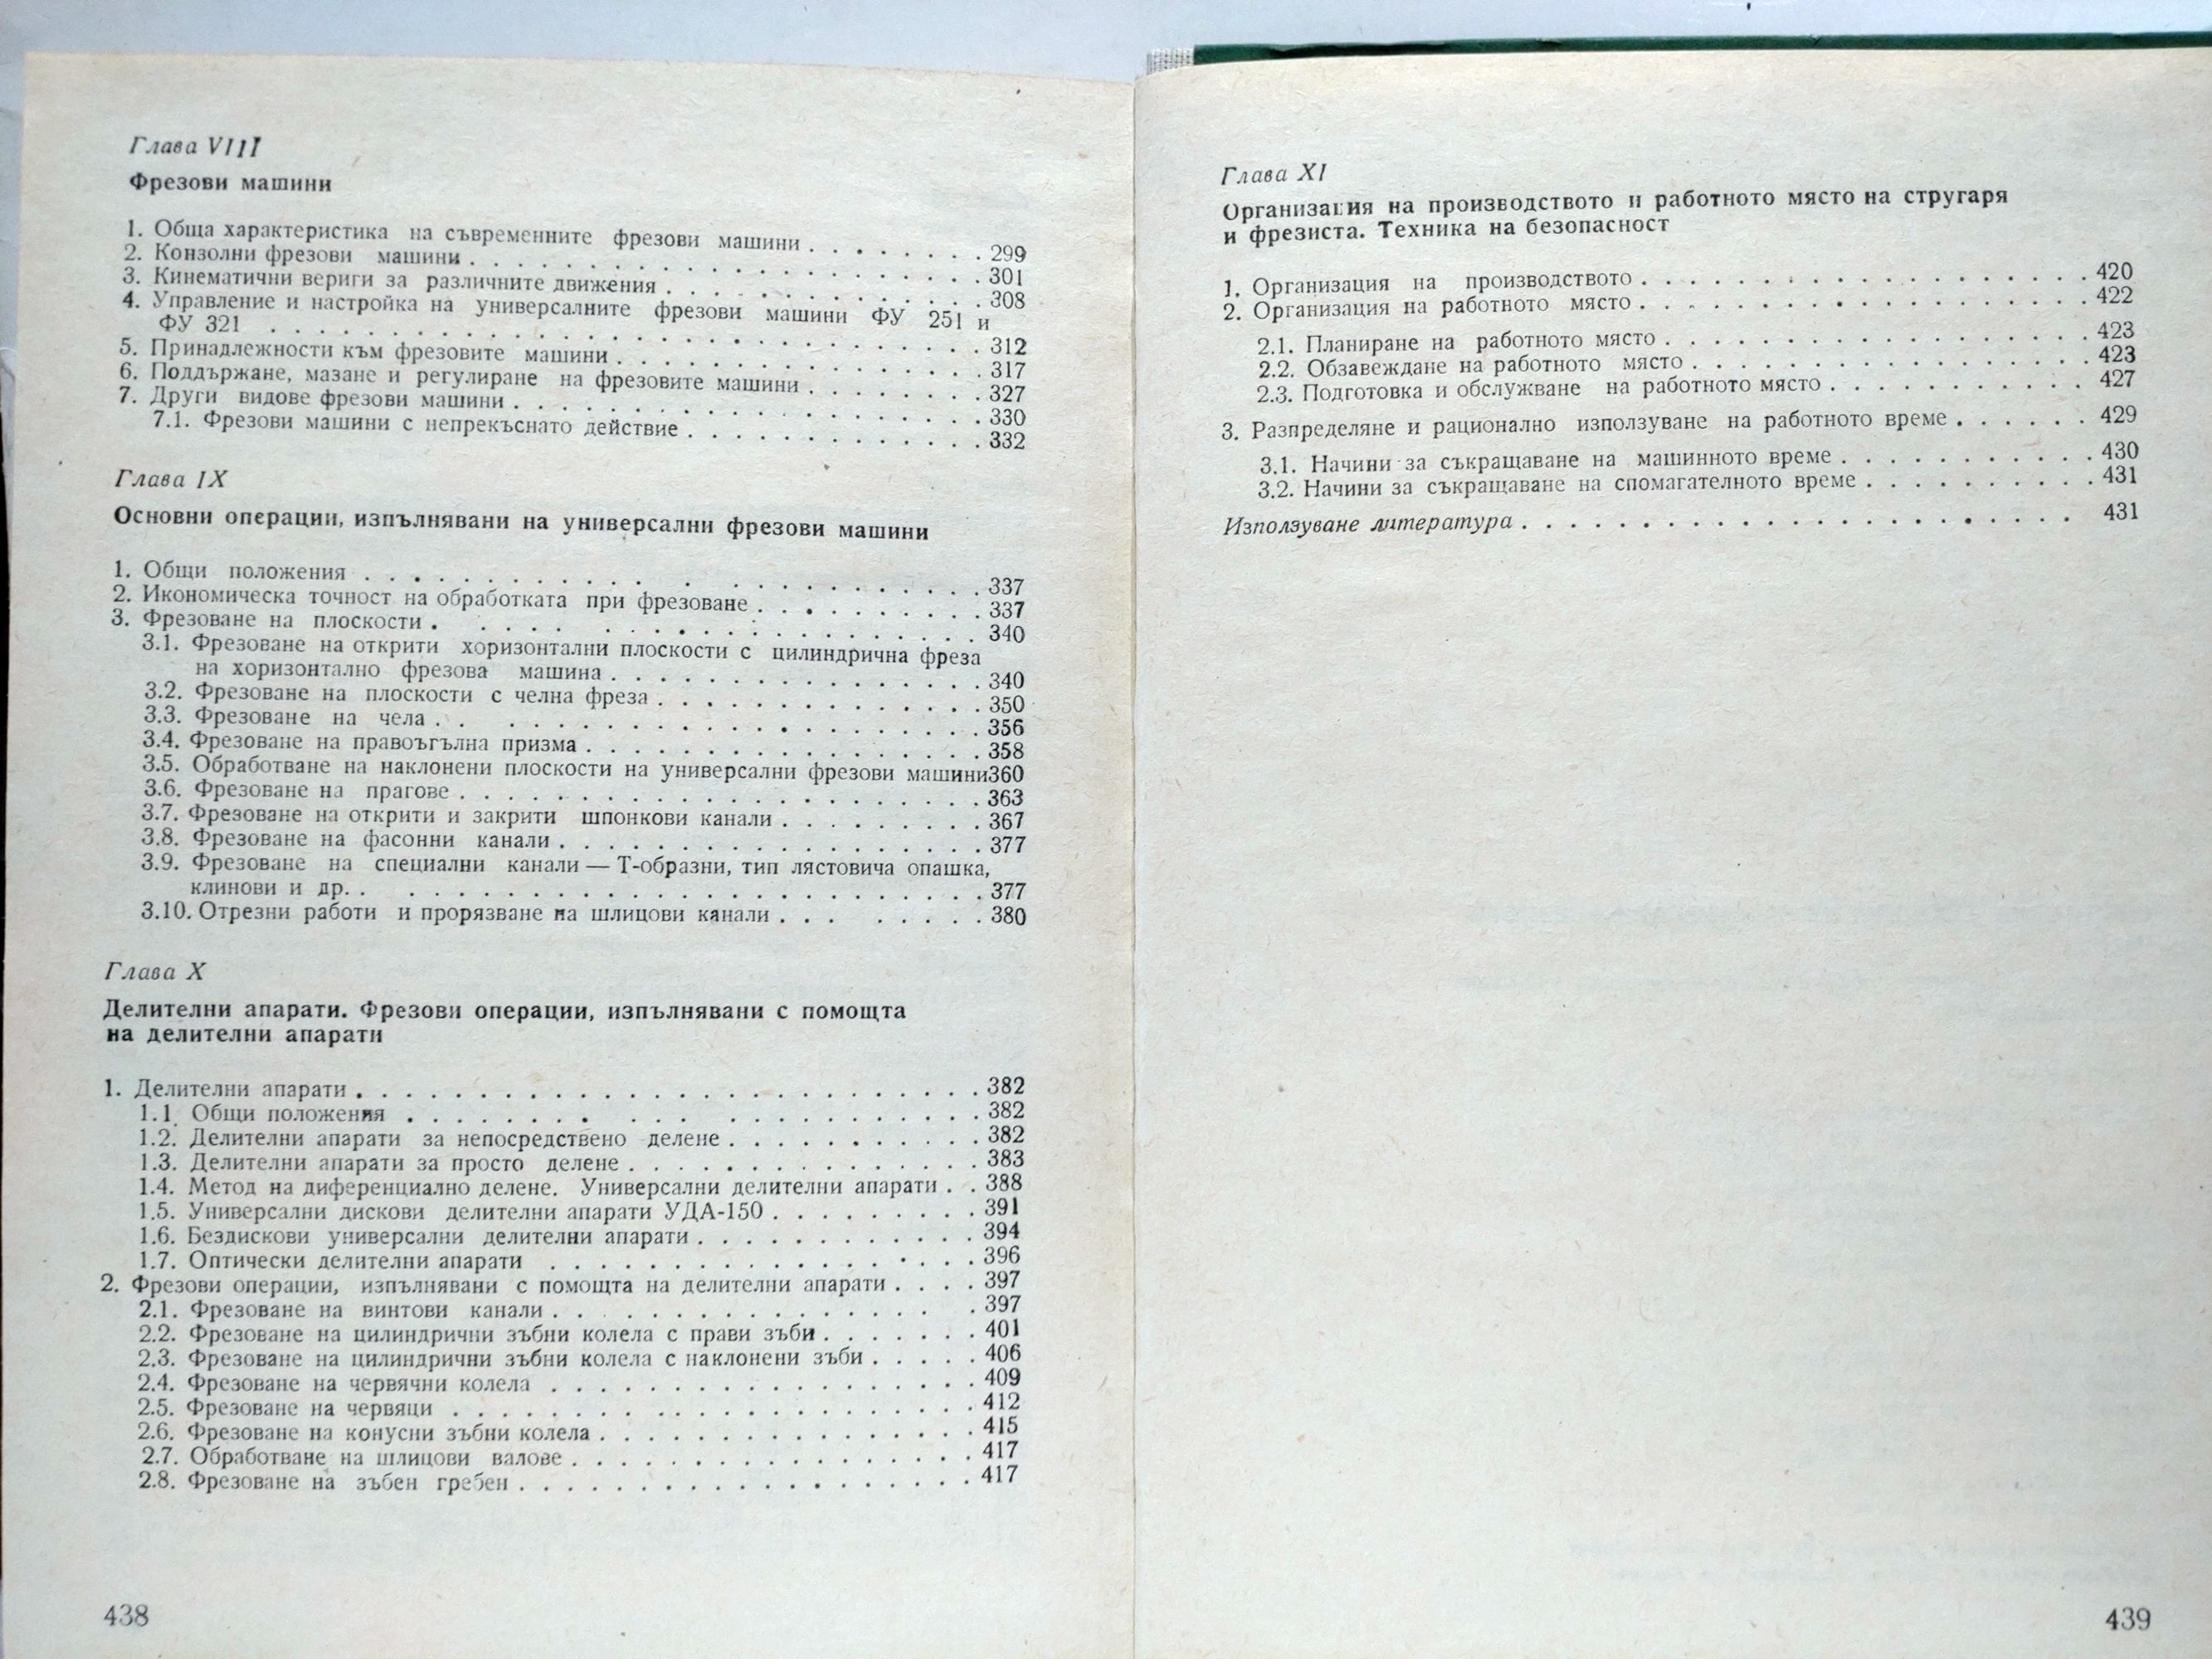 Глава VIII
Фрезови машини
1. Обща характеристика на съвременните фрезови машини . . . . . . . . 299
2. Конзолни фрезови машини . . . . . . . . . . . . . . . . . . . . . . 301
3. Кинематични вериги за различните движения . . . . . . . . . . . . . 308
4. Управление и настройка на универсалните фрезови машини ФУ 251 и
ФУ 321 . . . . . . . . . . . . . . . . . . . . . . . . . . . . . 312
5. Принадлежности към фрезовите машини . . . . . . . . . . . . . . . 317
6. Поддържане, мазане и регулиране на фрезовите машини . . . . . . . . 327
7. Други видове фрезови машини . . . . . . . . . . . . . . . . . . . 330
7.1. Фрезови машини с непрекъснато действие . . . . . . . . . . . . . 332
Глава IX
Основни операции, изпълнявани на универсални фрезови машини
1. Общи положения . . . . . . . . . . . . . . . . . . . . . . . . . 337
2. Икономическа точност на обработката при фрезоване . . . . . . . . . 337
3. Фрезоване на плоскости . . . . . . . . . . . . . . . . . . . . . . 340
3.1. Фрезоване на открити хоризонтални плоскости с цилиндрична фреза
на хоризонтално фрезова машина . . . . . . . . . . . . . . . . 340
3.2. Фрезоване на плоскости с челна фреза . . . . . . . . . . . . . . 350
3.3. Фрезоване на чела . . . . . . . . . . . . . . . . . . . . . . . 356
3.4. Фрезоване на правоъгълна призма . . . . . . . . . . . . . . . . . 358
3.5. Обработване на наклонени плоскости на универсални фрезови машини360
3.6. Фрезоване на прагове . . . . . . . . . . . . . . . . . . . . . . 363
3.7. Фрезоване на открити и закрити шпонкови канали . . . . . . . . . 367
3.8. Фрезоване на фасонни канали . . . . . . . . . . . . . . . . . . 377
3.9. Фрезоване на специални канали — Т-образни, тип лястовича опашка,
клинови и др. . . . . . . . . . . . . . . . . . . . . . . . . . 377
3.10. Отрезни работи и прорязване на шлицови канали . . . . . . . . 380
Глава X
Делителни апарати. Фрезови операции, изпълнявани с помощта
на делителни апарати
1. Делителни апарати . . . . . . . . . . . . . . . . . . . . . . . . . . 382
1.1. Общи положения . . . . . . . . . . . . . . . . . . . . . . . 382
1.2. Делителни апарати за непосредствено делене . . . . . . . . . . . 382
1.3. Делителни апарати за просто делене . . . . . . . . . . . . . . . 383
1.4. Метод на диференциално делене. Универсални делителни апарати . . 388
1.5. Универсални дискови делителни апарати УДА-150 . . . . . . . . . 391
1.6. Бездискови универсални делителни апарати . . . . . . . . . . . . 394
1.7. Оптически делителни апарати . . . . . . . . . . . . . . . . . . 396
2. Фрезови операции, изпълнявани с помощта на делителни апарати . . . . 397
2.1. Фрезоване на винтови канали . . . . . . . . . . . . . . . . . . 397
2.2. Фрезоване на цилиндрични зъбни колела с прави зъби . . . . . . . 401
2.3. Фрезоване на цилиндрични зъбни колела с наклонени зъби . . . . . 406
2.4. Фрезоване на червячни колела . . . . . . . . . . . . . . . . . . 409
2.5. Фрезоване на червяци . . . . . . . . . . . . . . . . . . . . . . 412
2.6. Фрезоване на конусни зъбни колела . . . . . . . . . . . . . . . . 415
2.7. Обработване на шлицови валове . . . . . . . . . . . . . . . . . 417
2.8. Фрезоване на зъбен гребен . . . . . . . . . . . . . . . . . . . 417
438
Глава XI
Организация на производството и работното място на стругаря
и фрезиста. Техника на безопасност
1. Организация на производството . . . . . . . . . . . . . . . . . . . 420
2. Организация на работното място . . . . . . . . . . . . . . . . . . . 422
2.1. Планиране на работното място . . . . . . . . . . . . . . . . . . 423
2.2. Обзавеждане на работното място . . . . . . . . . . . . . . . . . 423
2.3. Подготовка и обслужване на работното място . . . . . . . . . . . 427
3. Разпределяне и рационално използуване на работното време . . . . . . 429
3.1. Начини за съкращаване на машинното време . . . . . . . . . . . 430
3.2. Начини за съкращаване на спомагателното време . . . . . . . . . . 431
Използуване литература . . . . . . . . . . . . . . . . . . . . . . . 431
439